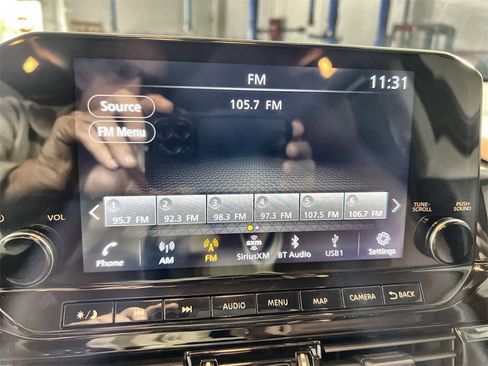 FM
11:31
Source
105.7 FM
FM Menu
1 2 3 4 5 6
95.7 FM 92.3 FM 98.3 FM 97.3 FM 107.5 FM 106.7 FM
VOL
TUNE-SCROLL
PUSH SOUND
Phone AM FM SiriusXM BT Audio USB1 Settings
AUDIO MENU MAP CAMERA BACK